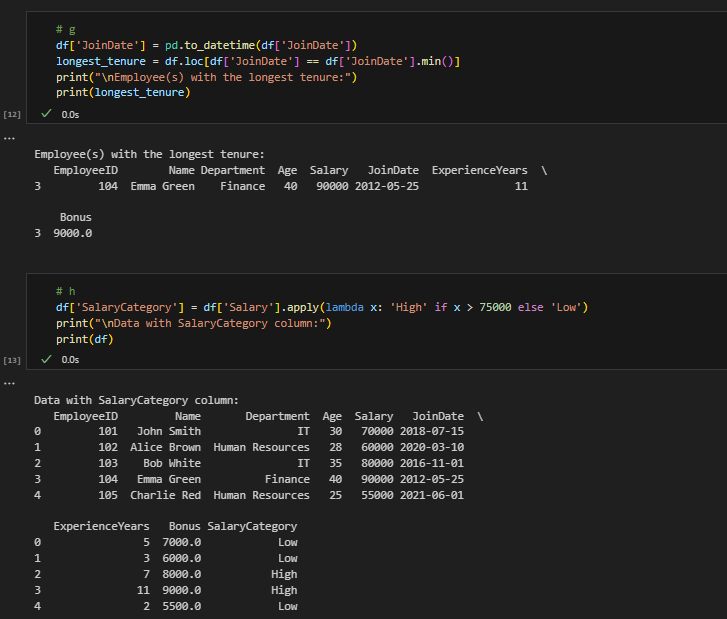 # g
df['JoinDate'] = pd.to_datetime(df['JoinDate'])
longest_tenure = df.loc[df['JoinDate'] == df['JoinDate'].min()]
print("\nEmployee(s) with the longest tenure:")
print(longest_tenure)
[12] 0.0s
...
Employee(s) with the longest tenure:
   EmployeeID        Name Department  Age  Salary   JoinDate  ExperienceYears  \
3         104  Emma Green    Finance   40   90000 2012-05-25               11
    Bonus
3  9000.0
# h
df['SalaryCategory'] = df['Salary'].apply(lambda x: 'High' if x > 75000 else 'Low')
print("\nData with SalaryCategory column:")
print(df)
[13] 0.0s
...
Data with SalaryCategory column:
   EmployeeID         Name       Department  Age  Salary   JoinDate  \
0         101   John Smith               IT   30   70000 2018-07-15
1         102  Alice Brown  Human Resources   28   60000 2020-03-10
2         103    Bob White               IT   35   80000 2016-11-01
3         104   Emma Green          Finance   40   90000 2012-05-25
4         105  Charlie Red  Human Resources   25   55000 2021-06-01
   ExperienceYears   Bonus SalaryCategory
0                5  7000.0            Low
1                3  6000.0            Low
2                7  8000.0           High
3               11  9000.0           High
4                2  5500.0            Low